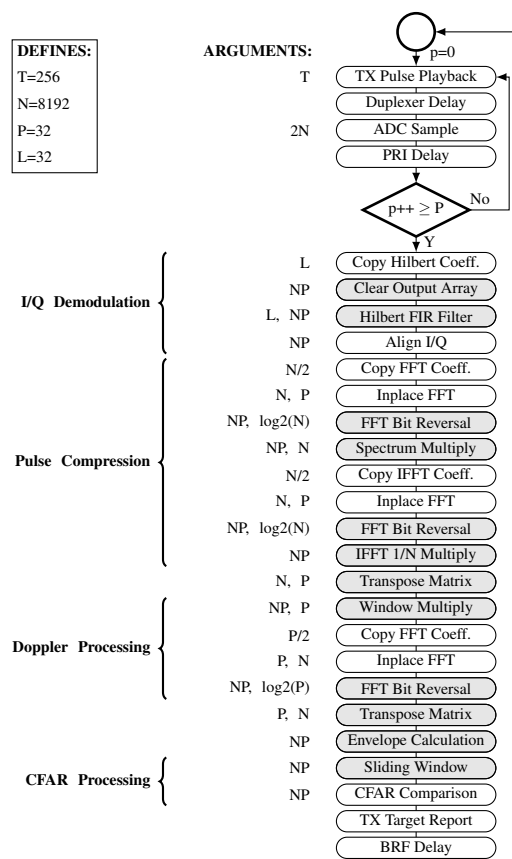 DEFINES:
T=256
N=8192
P=32
L=32
ARGUMENTS:
p=0
T TX Pulse Playback
Duplexer Delay
2N ADC Sample
PRI Delay
p++ ≥ P No
Y
L Copy Hilbert Coeff.
NP Clear Output Array
I/Q Demodulation
L, NP Hilbert FIR Filter
NP Align I/Q
N/2 Copy FFT Coeff.
N, P Inplace FFT
NP, log2(N) FFT Bit Reversal
Pulse Compression
NP, N Spectrum Multiply
N/2 Copy IFFT Coeff.
N, P Inplace FFT
NP, log2(N) FFT Bit Reversal
NP IFFT 1/N Multiply
N, P Transpose Matrix
NP, P Window Multiply
P/2 Copy FFT Coeff.
Doppler Processing
P, N Inplace FFT
NP, log2(P) FFT Bit Reversal
P, N Transpose Matrix
NP Envelope Calculation
NP Sliding Window
CFAR Processing
NP CFAR Comparison
TX Target Report
BRF Delay